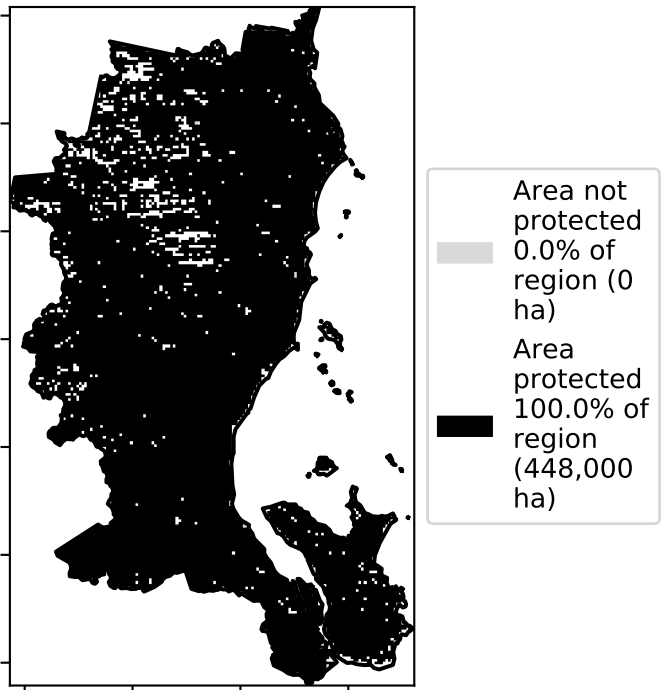 Area not
protected
0.0% of
region (0
ha)
Area
protected
100.0% of
region
(448,000
ha)